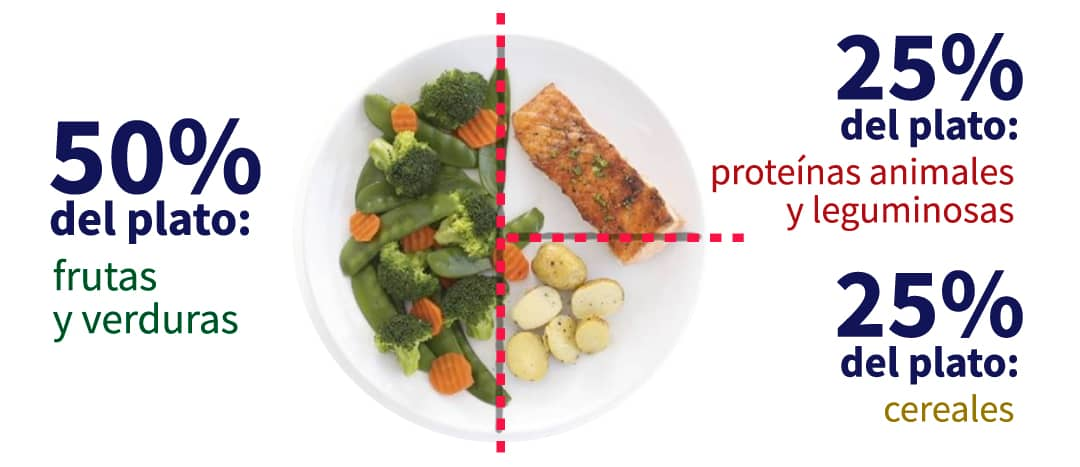 50%
del plato:
frutas
y verduras
25%
del plato:
proteínas animales
y leguminosas
25%
del plato:
cereales